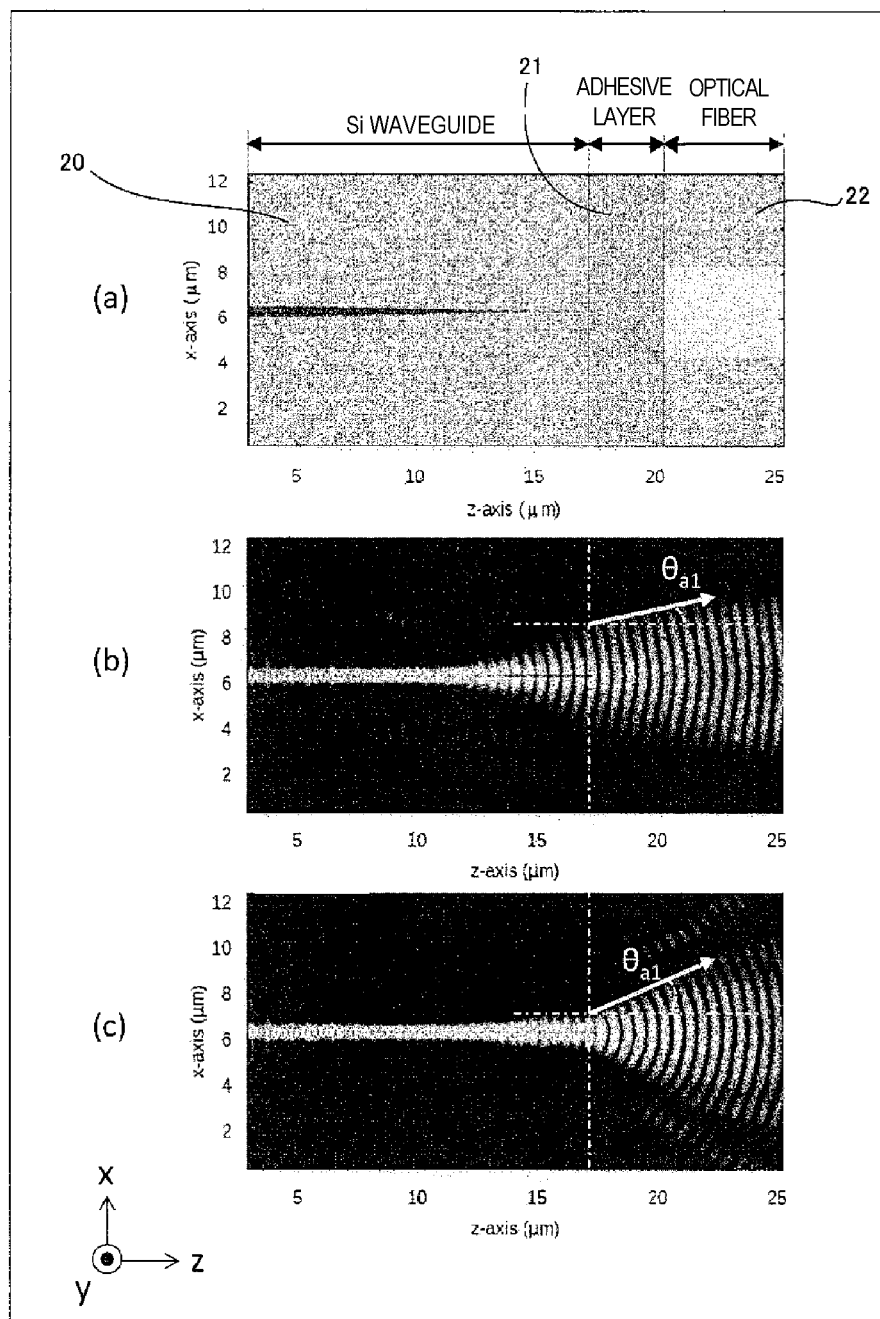 21
ADHESIVE LAYER
OPTICAL FIBER
Si WAVEGUIDE
20
22
(a)
x-axis (μm)
12
10
8
6
4
2
5 10 15 20 25
z-axis (μm)
(b)
x-axis (μm)
12
10
8
6
4
2
θa1
5 10 15 20 25
z-axis (μm)
(c)
x-axis (μm)
12
10
8
6
4
2
θa1
5 10 15 20 25
z-axis (μm)
x
z
y